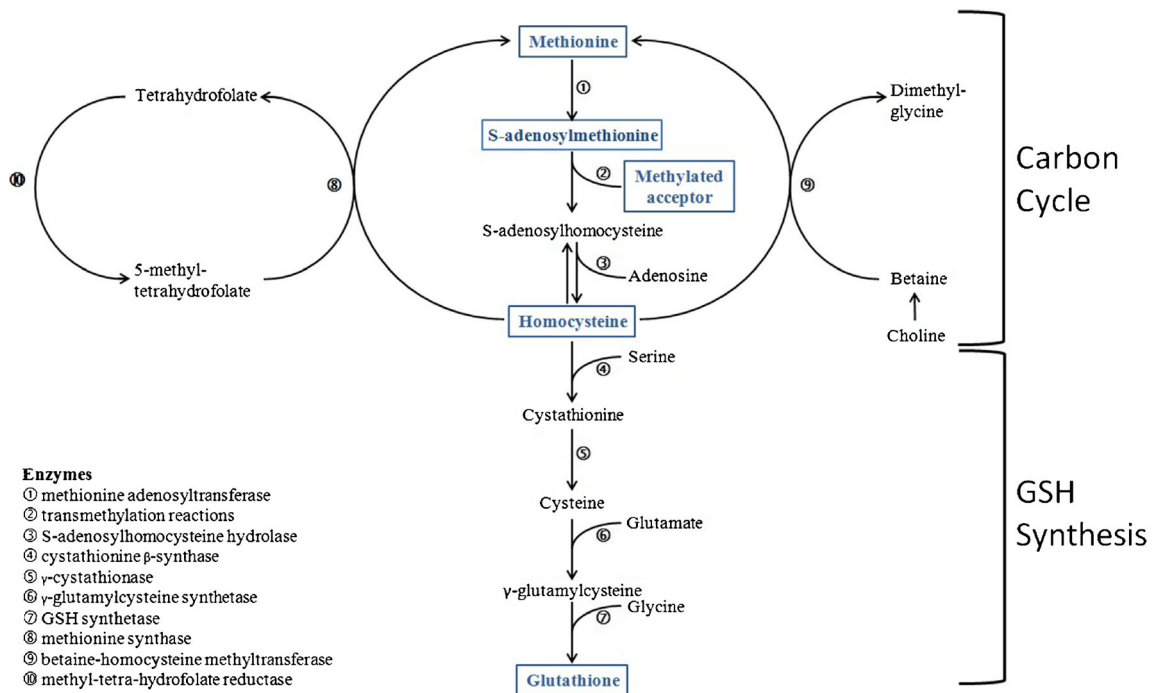 Methionine
①
Tetrahydrofolate
Dimethyl-
glycine
S-adenosylmethionine
②
Methylated
acceptor
⑩
⑧
⑨
Carbon
Cycle
S-adenosylhomocysteine
③
Adenosine
5-methyl-
tetrahydrofolate
Betaine
Homocysteine
Choline
Serine
④
Cystathionine
⑤
Cysteine
Glutamate
⑥
γ-glutamylcysteine
Glycine
⑦
Glutathione
GSH
Synthesis
Enzymes
① methionine adenosyltransferase
② transmethylation reactions
③ S-adenosylhomocysteine hydrolase
④ cystathionine β-synthase
⑤ γ-cystathionase
⑥ γ-glutamylcysteine synthetase
⑦ GSH synthetase
⑧ methionine synthase
⑨ betaine-homocysteine methyltransferase
⑩ methyl-tetra-hydrofolate reductase